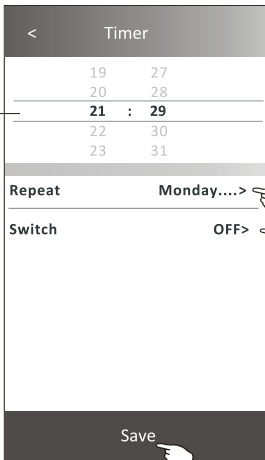 < Timer
19 27
20 28
21 : 29
22 30
23 31
Repeat Monday....>
Switch OFF>
Save